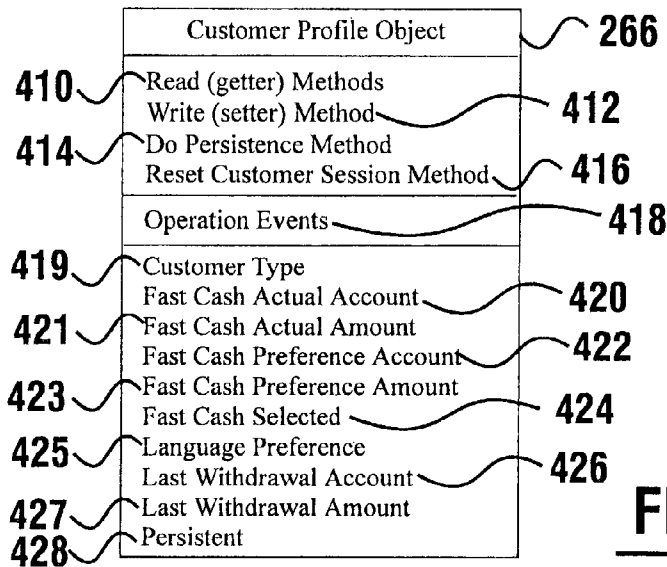 Customer Profile Object 266
410 Read (getter) Methods
Write (setter) Method 412
414 Do Persistence Method
Reset Customer Session Method 416
Operation Events 418
419 Customer Type
Fast Cash Actual Account 420
421 Fast Cash Actual Amount
Fast Cash Preference Account 422
423 Fast Cash Preference Amount
Fast Cash Selected 424
425 Language Preference
Last Withdrawal Account 426
427 Last Withdrawal Amount
428 Persistent